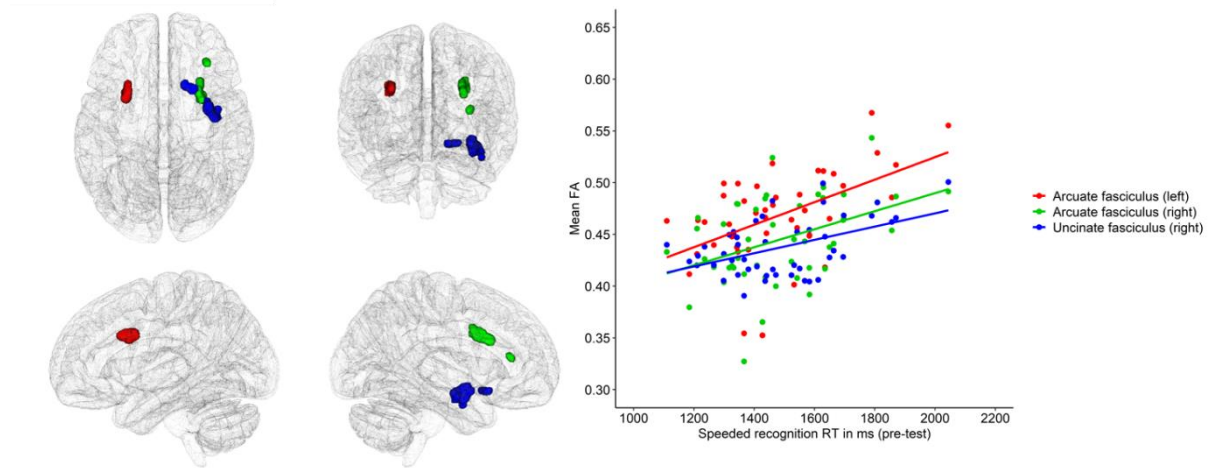 0.65
0.60
0.55
0.50
0.45
0.40
0.35
0.30
Mean FA
1000 1200 1400 1600 1800 2000 2200
Speeded recognition RT in ms (pre-test)
Arcuate fasciculus (left)
Arcuate fasciculus (right)
Uncinate fasciculus (right)